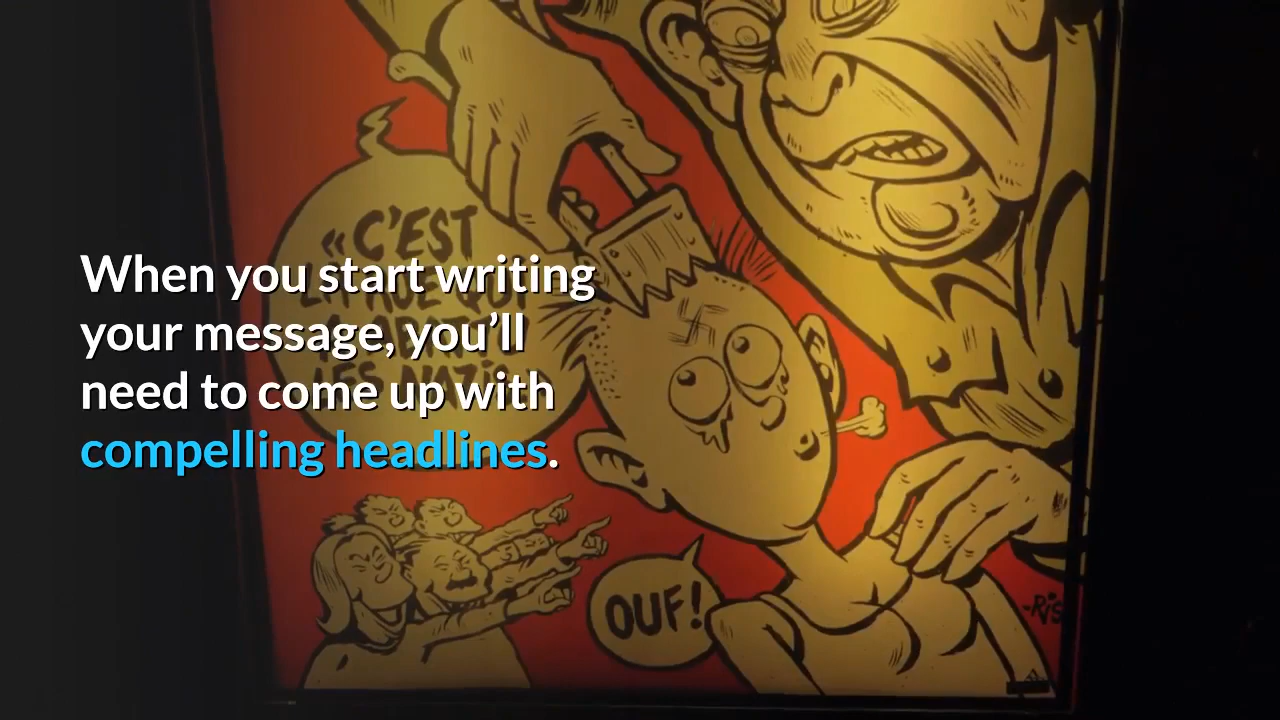 « C'EST
When you start writing
your message, you'll
need to come up with
compelling headlines.
OUF!